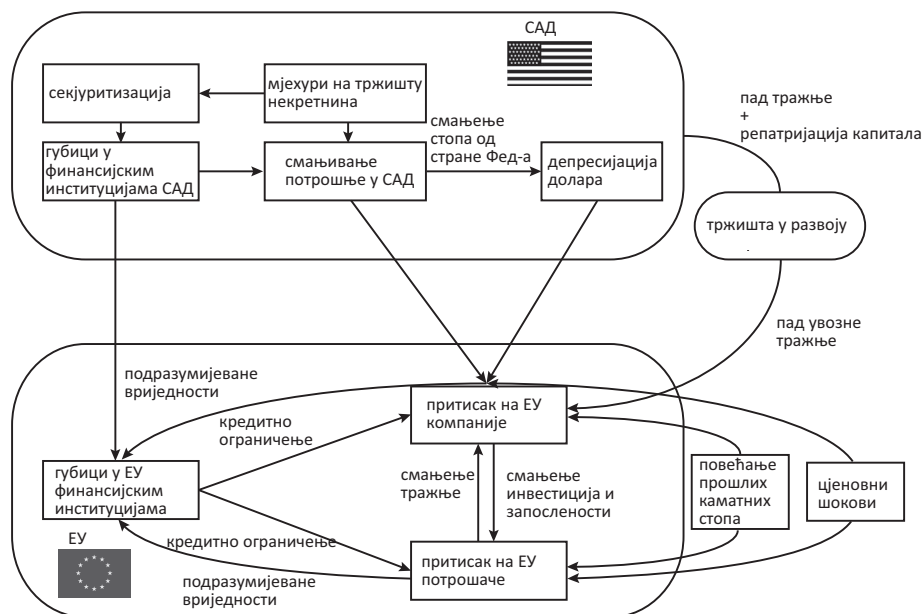 САД
секјуритизација
мјехури на тржишту
некретнина
губици у
финансијским
институцијама САД
смањивање
потрошње у САД
смањење
стопа од
стране Фед-а
депресијација
долара
пад тражње
+
репатријација капитала
тржишта у развоју
пад увозне
тражње
подразумијеване
вриједности
кредитно
ограничење
притисак на ЕУ
компаније
губици у ЕУ
финансијским
институцијама
смањење
тражње
смањење
инвестиција и
запослености
повећање
прошлих
каматних
стопа
цјеновни
шокови
ЕУ
кредитно ограничење
притисак на ЕУ
потрошаче
подразумијеване
вриједности